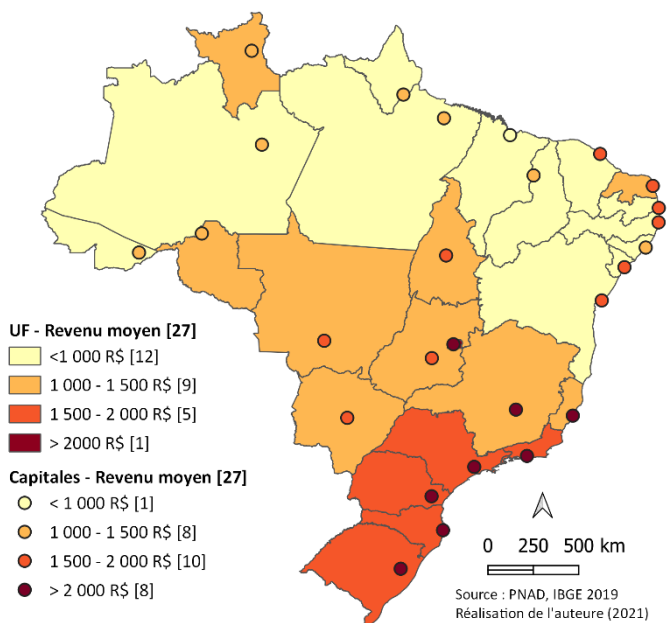 UF - Revenu moyen [27]
<1 000 R$ [12]
1 000 - 1 500 R$ [9]
1 500 - 2 000 R$ [5]
> 2000 R$ [1]
Capitales - Revenu moyen [27]
< 1 000 R$ [1]
1 000 - 1 500 R$ [8]
1 500 - 2 000 R$ [10]
> 2 000 R$ [8]
0 250 500 km
Source : PNAD, IBGE 2019
Réalisation de l'auteure (2021)